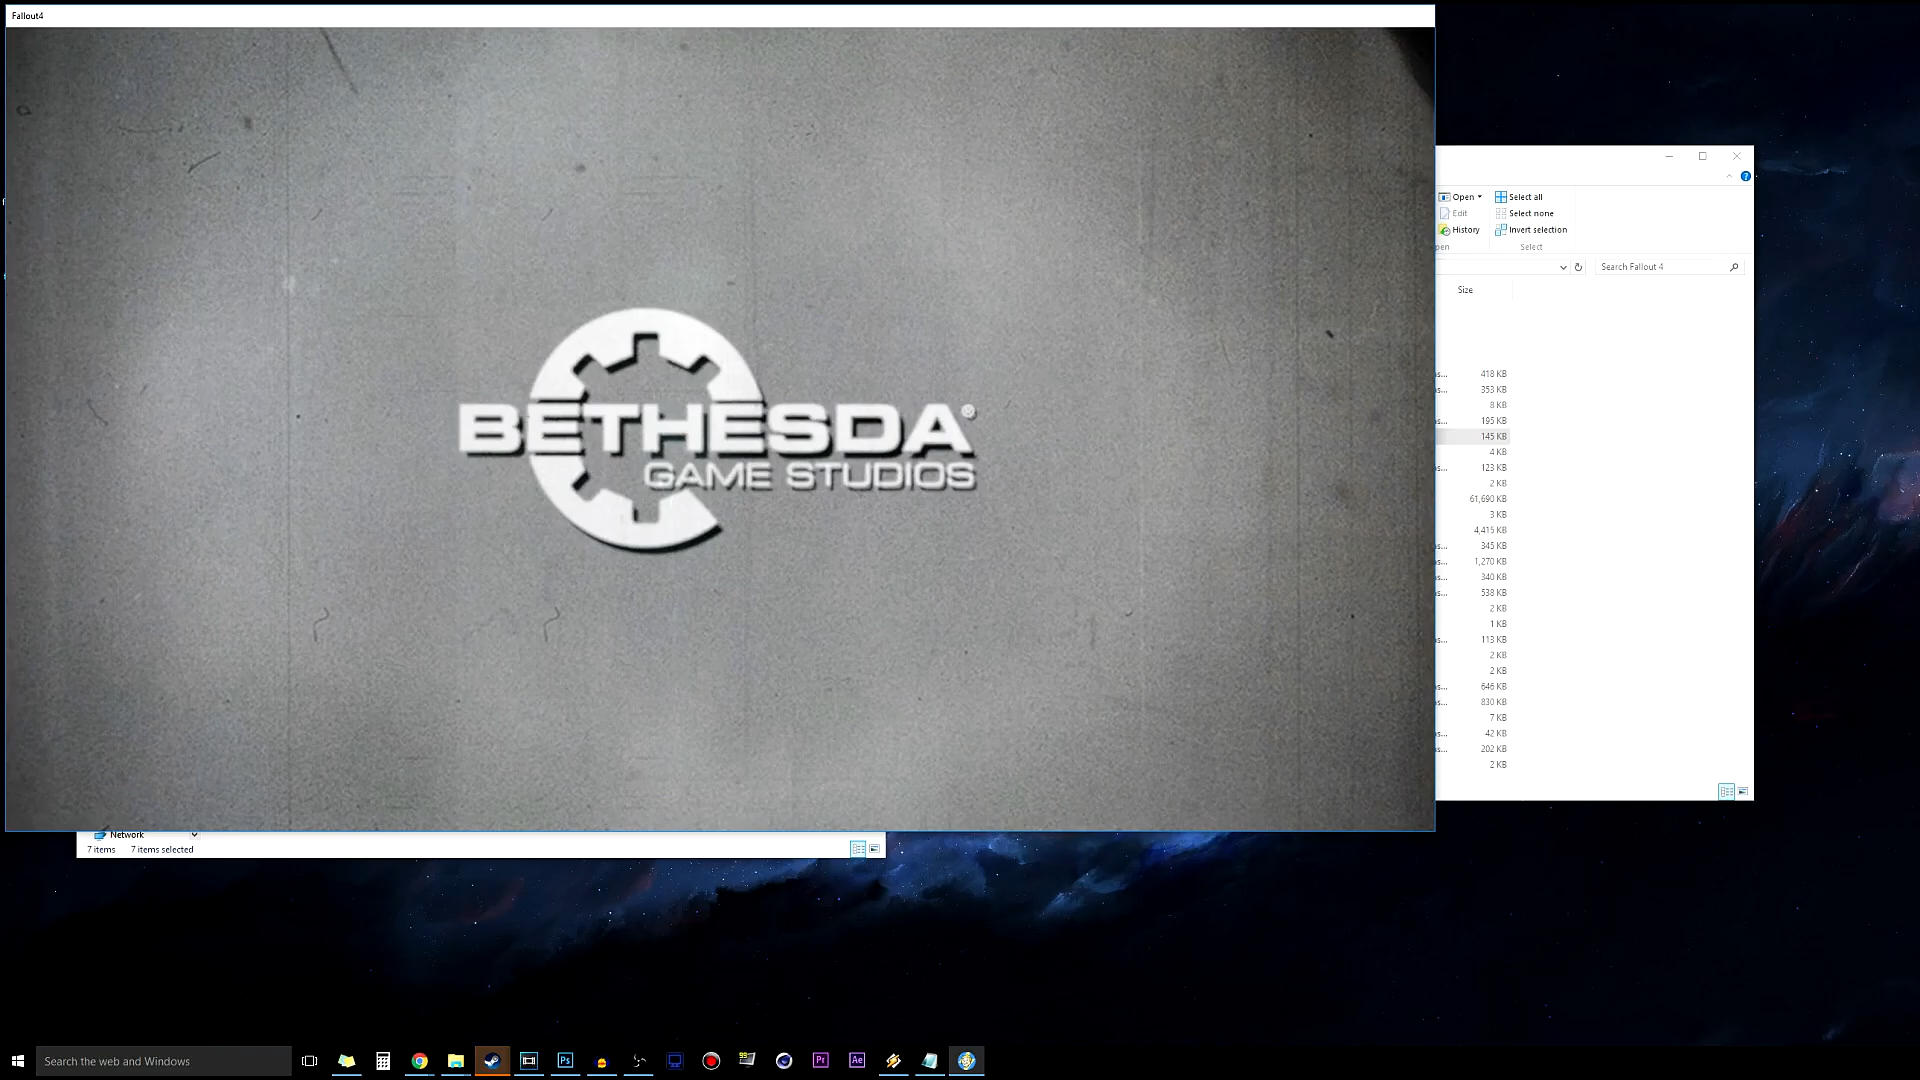 Fallout4
BETHESDA®
GAME STUDIOS
Open
Select all
Edit
Select none
History
Invert selection
Select
Search Fallout 4
Size
418 KB
353 KB
8 KB
195 KB
145 KB
4 KB
123 KB
2 KB
61,690 KB
3 KB
4,415 KB
345 KB
1,270 KB
340 KB
538 KB
2 KB
1 KB
113 KB
2 KB
2 KB
646 KB
830 KB
7 KB
42 KB
202 KB
2 KB
Network
7 items 7 items selected
Search the web and Windows
Ps
99
Pr
Ae